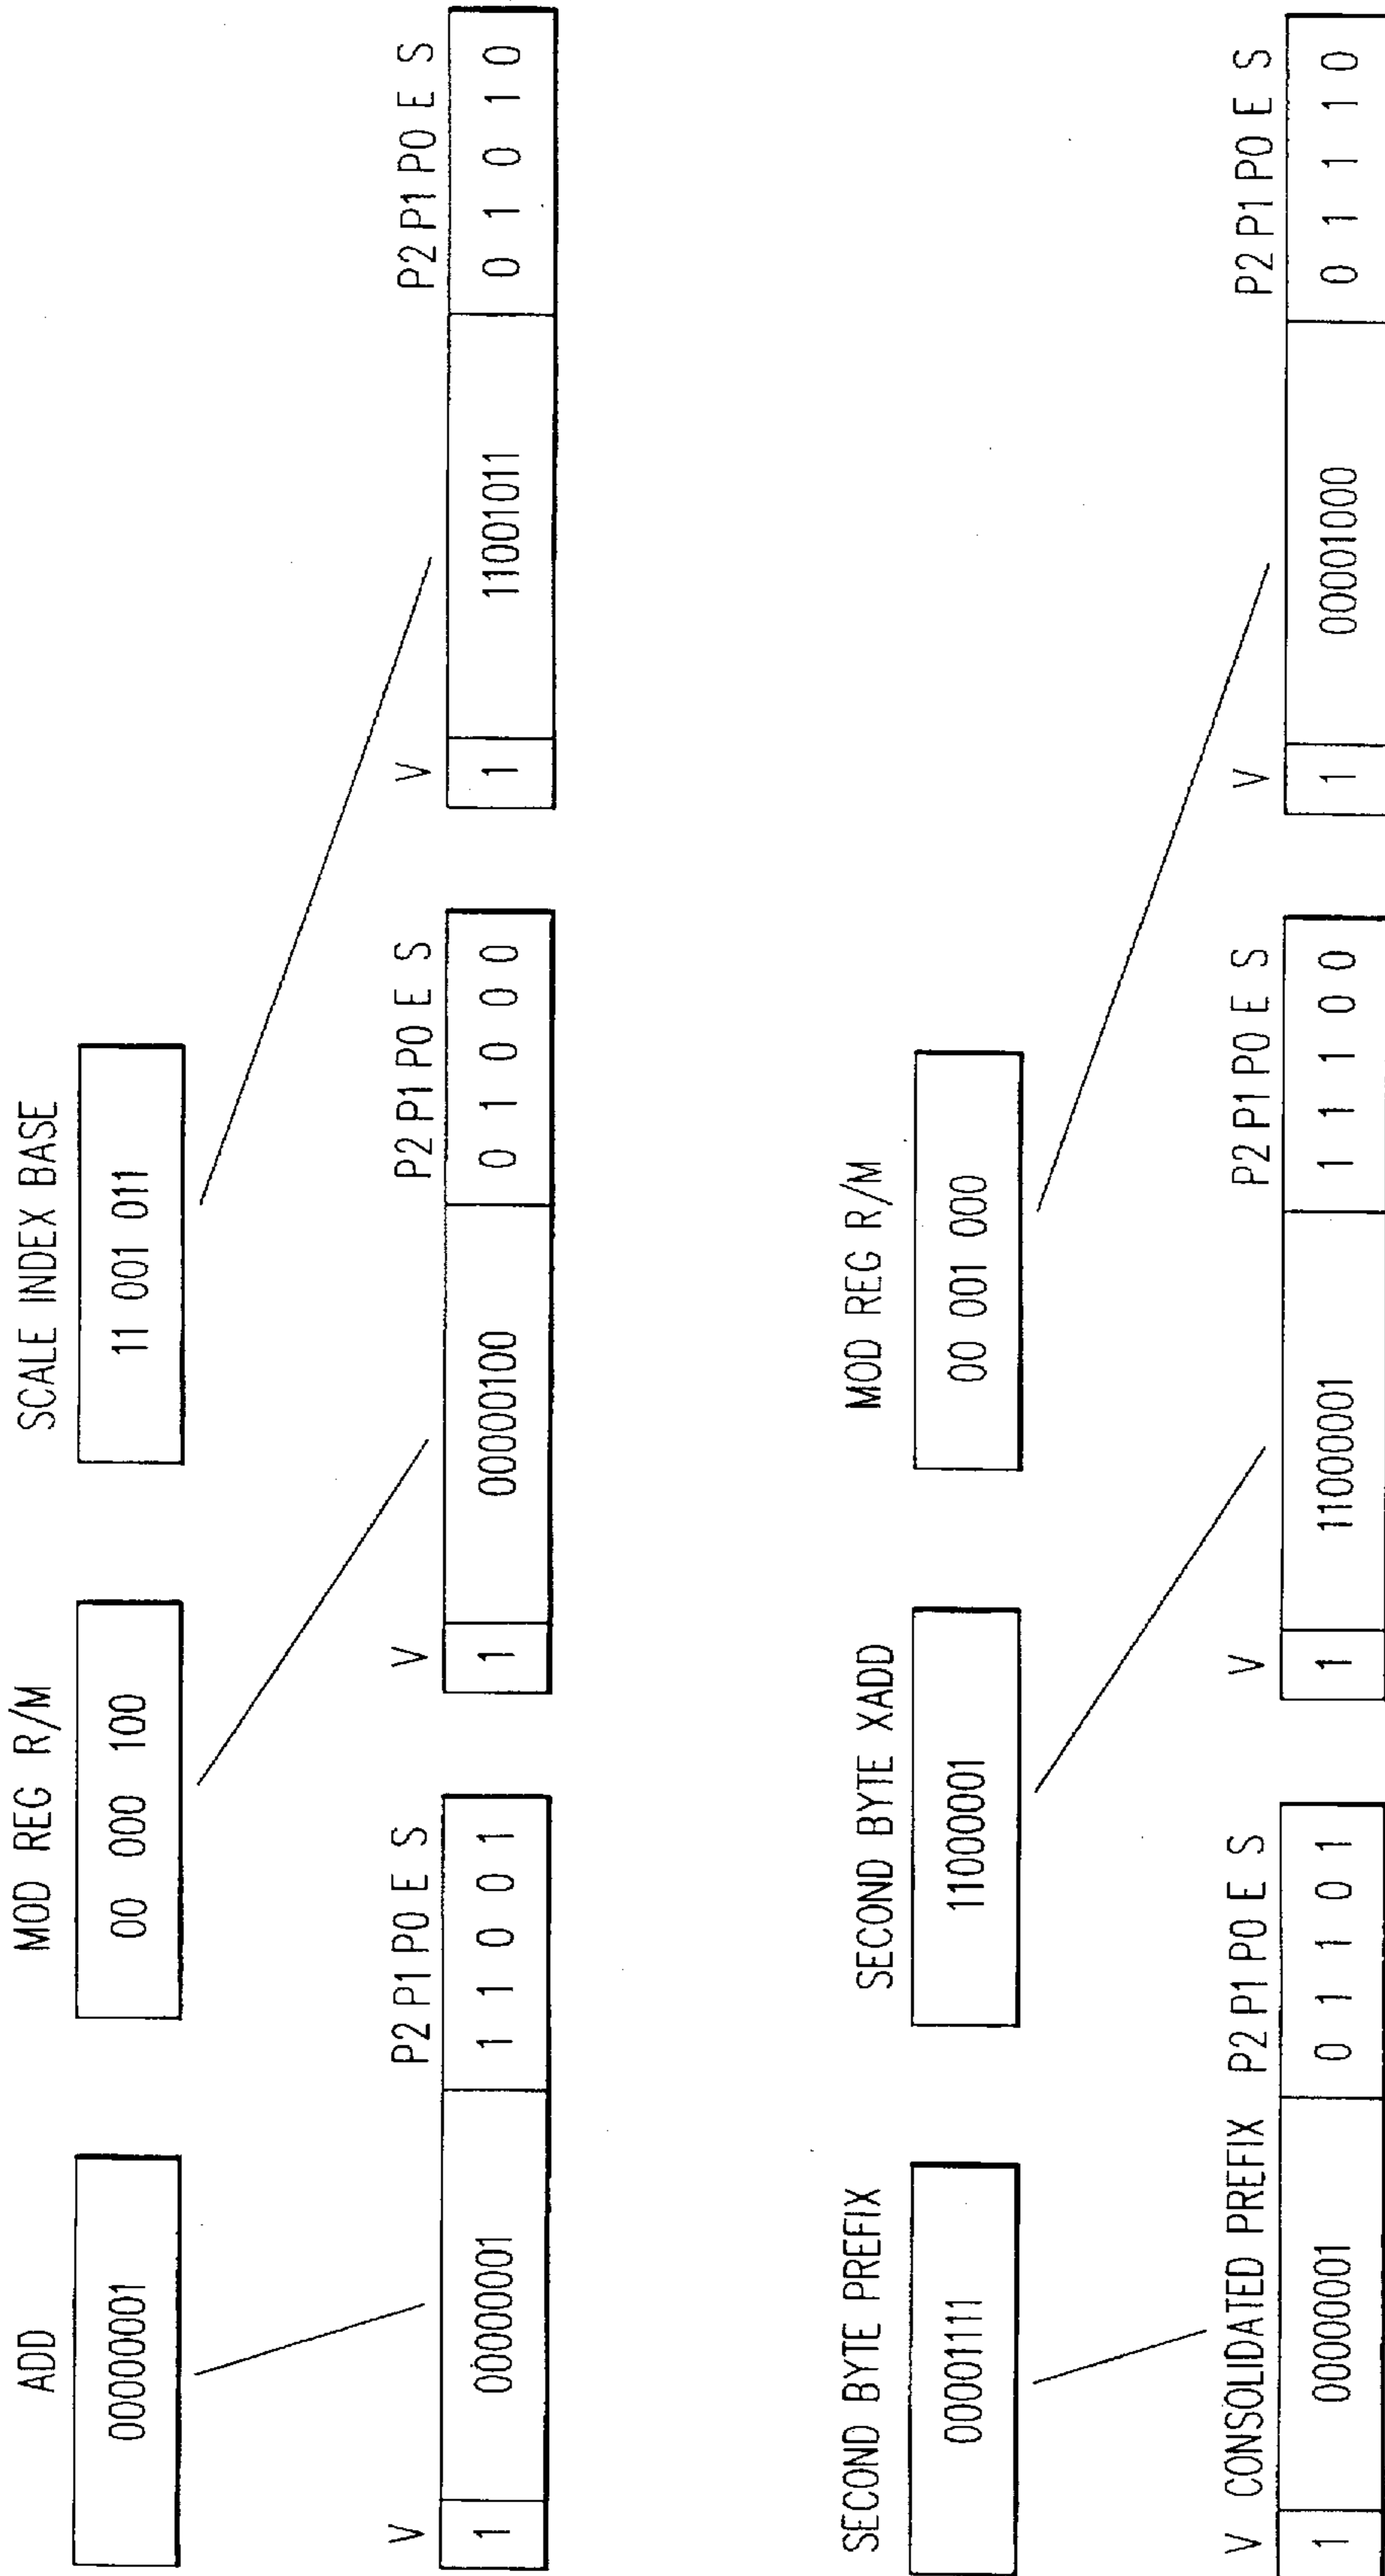 ADD MOD REG R/M SCALE INDEX BASE
00000001 00 000 100 11 001 011
V P2 P1 P0 E S V P2 P1 P0 E S V P2 P1 P0 E S
1 00000001 1 1 0 0 1 1 00000100 0 1 0 0 0 1 11001011 0 1 0 1 0
SECOND BYTE PREFIX SECOND BYTE XADD MOD REG R/M
00001111 11000001 00 001 000
V CONSOLIDATED PREFIX P2 P1 P0 E S V P2 P1 P0 E S V P2 P1 P0 E S
1 00000001 0 1 1 0 1 1 11000001 1 1 1 0 0 1 00001000 0 1 1 1 0